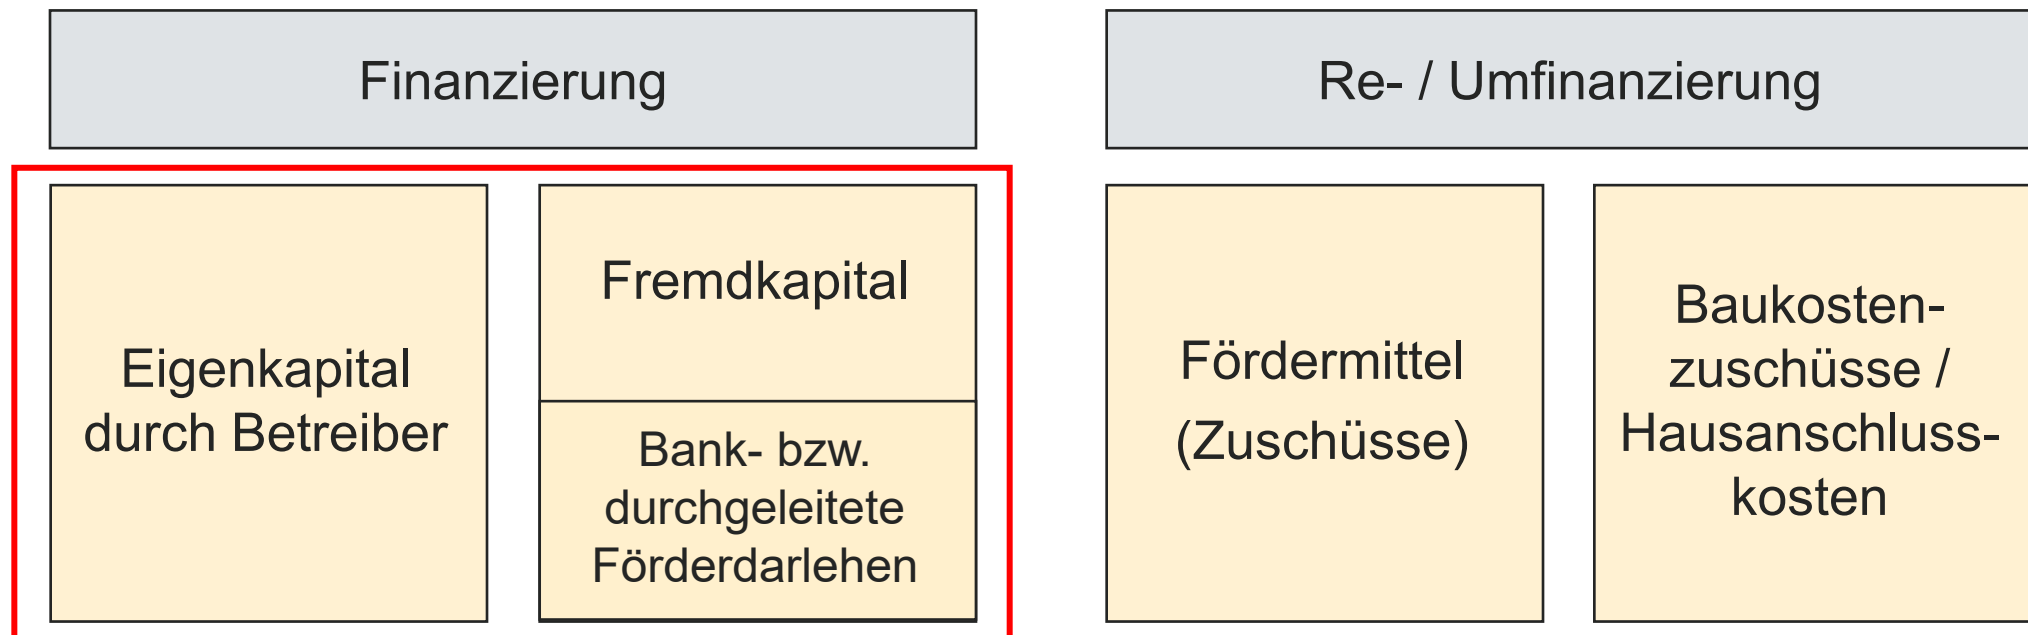 Finanzierung
Re- / Umfinanzierung
Eigenkapital
durch Betreiber
Fremdkapital
Bank- bzw.
durchgeleitete
Förderdarlehen
Fördermittel
(Zuschüsse)
Baukosten-
zuschüsse /
Hausanschluss-
kosten